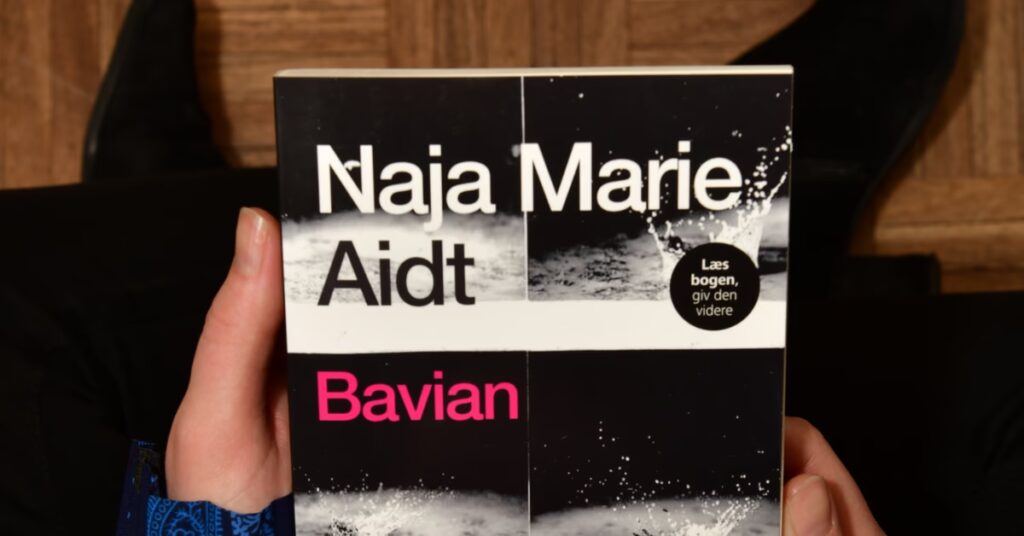 Naja Marie
Aidt
Læs
bogen,
giv den
videre
Bavian